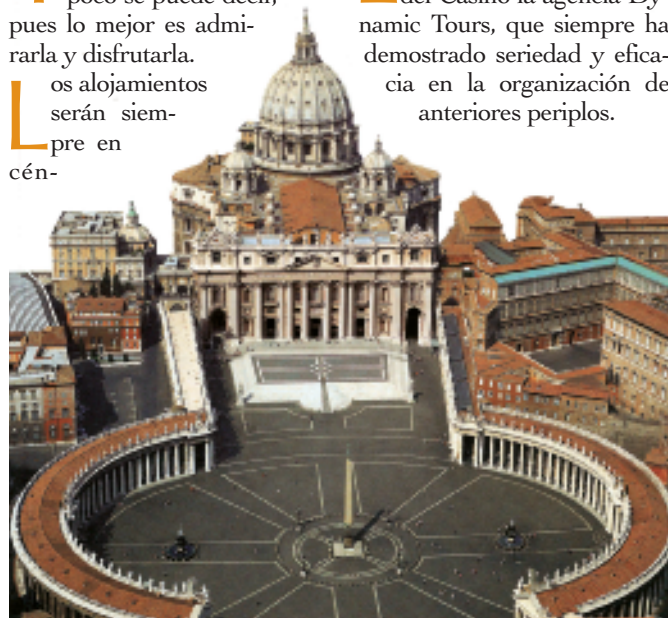 poco se puede decir,
pues lo mejor es admi-
rarla y disfrutarla.
Los alojamientos
serán siem-
pre en
cén-
del Casino la agencia Dy-
namic Tours, que siempre ha
demostrado seriedad y efica-
cia en la organización de
anteriores periplos.